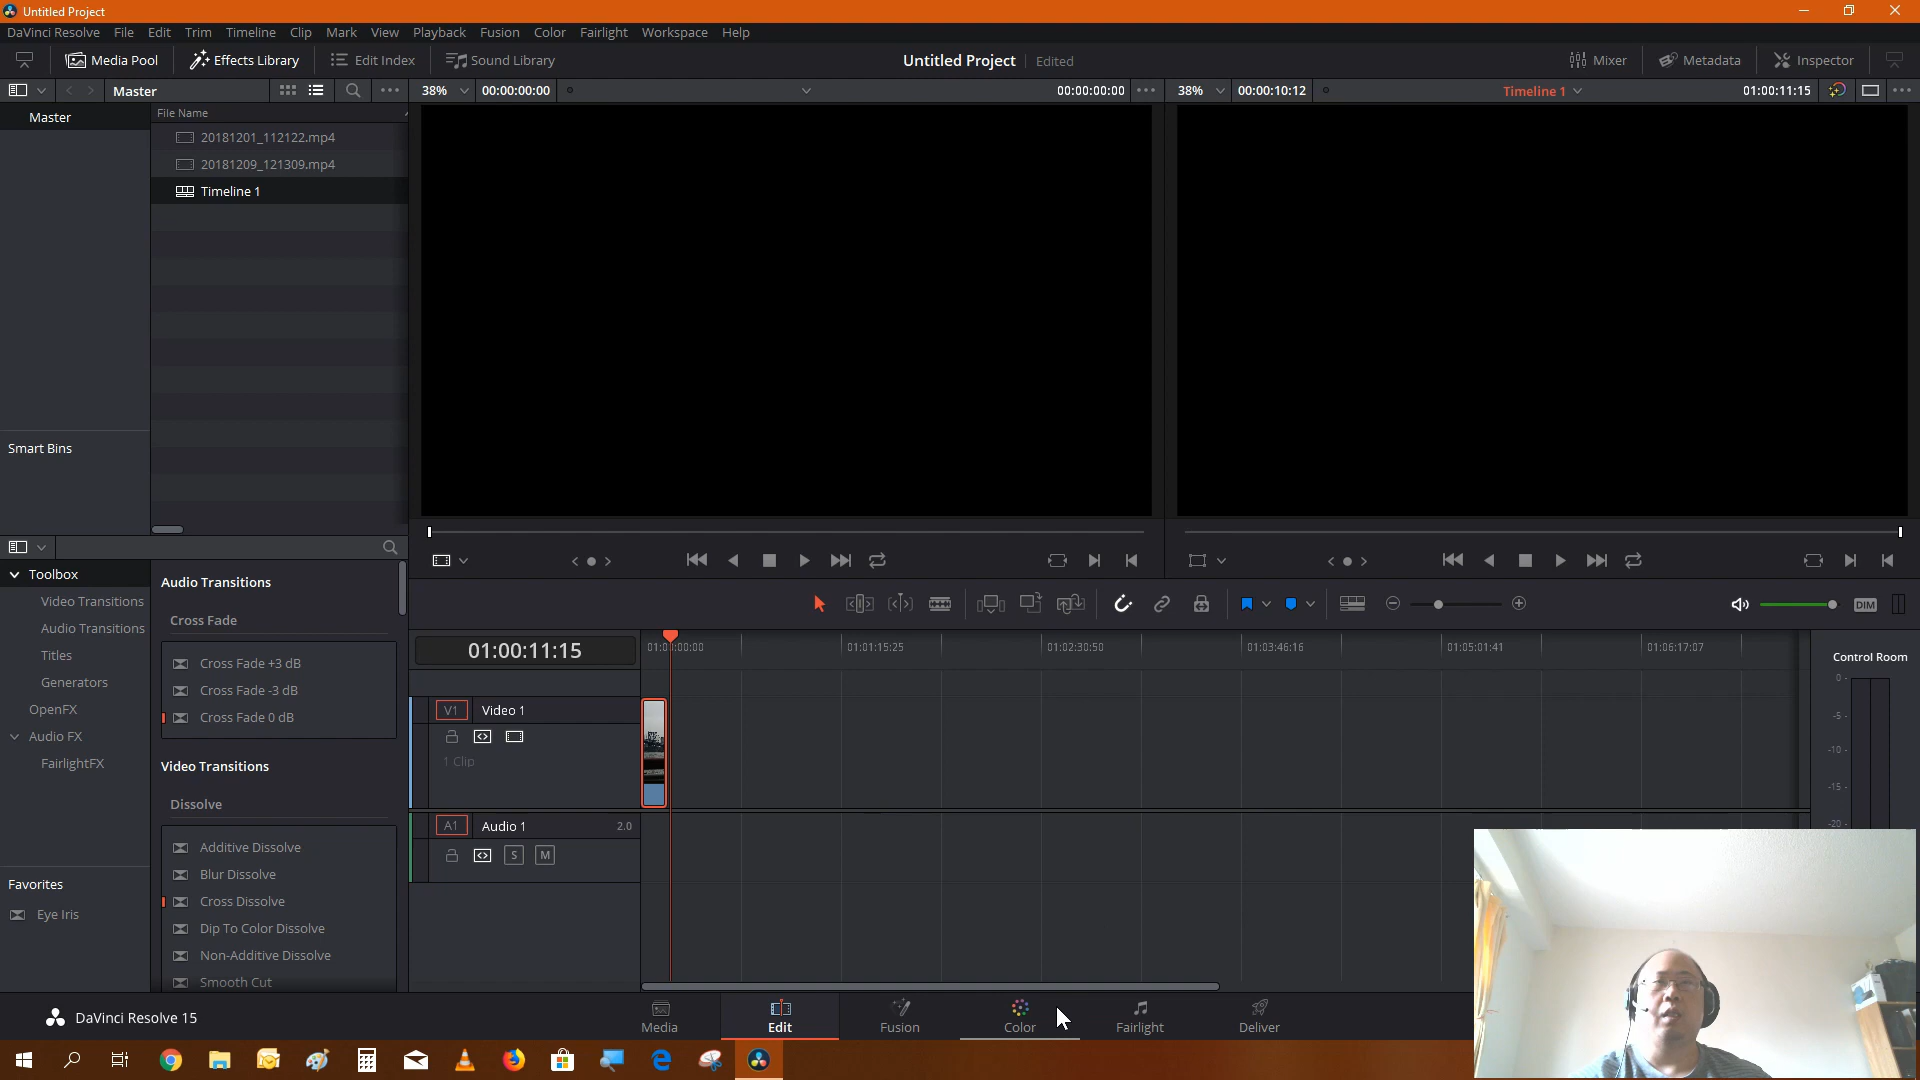 Untitled Project
DaVinci Resolve File Edit Trim Timeline Clip Mark View Playback Fusion Color Fairlight Workspace Help
Media Pool Effects Library Edit Index Sound Library Untitled Project Edited Mixer Metadata Inspector
Master 38% 00:00:00:00 00:00:00:00 38% 00:00:10:12 Timeline 1 01:00:11:15
Master
File Name
20181201_112122.mp4
20181209_121309.mp4
Timeline 1
Smart Bins
Toolbox
Video Transitions
Audio Transitions
Titles
Generators
OpenFX
Audio FX
FairlightFX
Favorites
Eye Iris
Audio Transitions
Cross Fade
Cross Fade +3 dB
Cross Fade -3 dB
Cross Fade 0 dB
Video Transitions
Dissolve
Additive Dissolve
Blur Dissolve
Cross Dissolve
Dip To Color Dissolve
Non-Additive Dissolve
Smooth Cut
DIM
01:00:11:15
01:00:00:00 01:01:15:25 01:02:30:50 01:03:46:16 01:05:01:41 01:06:17:07
V1 Video 1
1 Clip
A1 Audio 1 2.0
S M
Control Room
0
-5
-10
-15
-20
DaVinci Resolve 15
Media Edit Fusion Color Fairlight Deliver